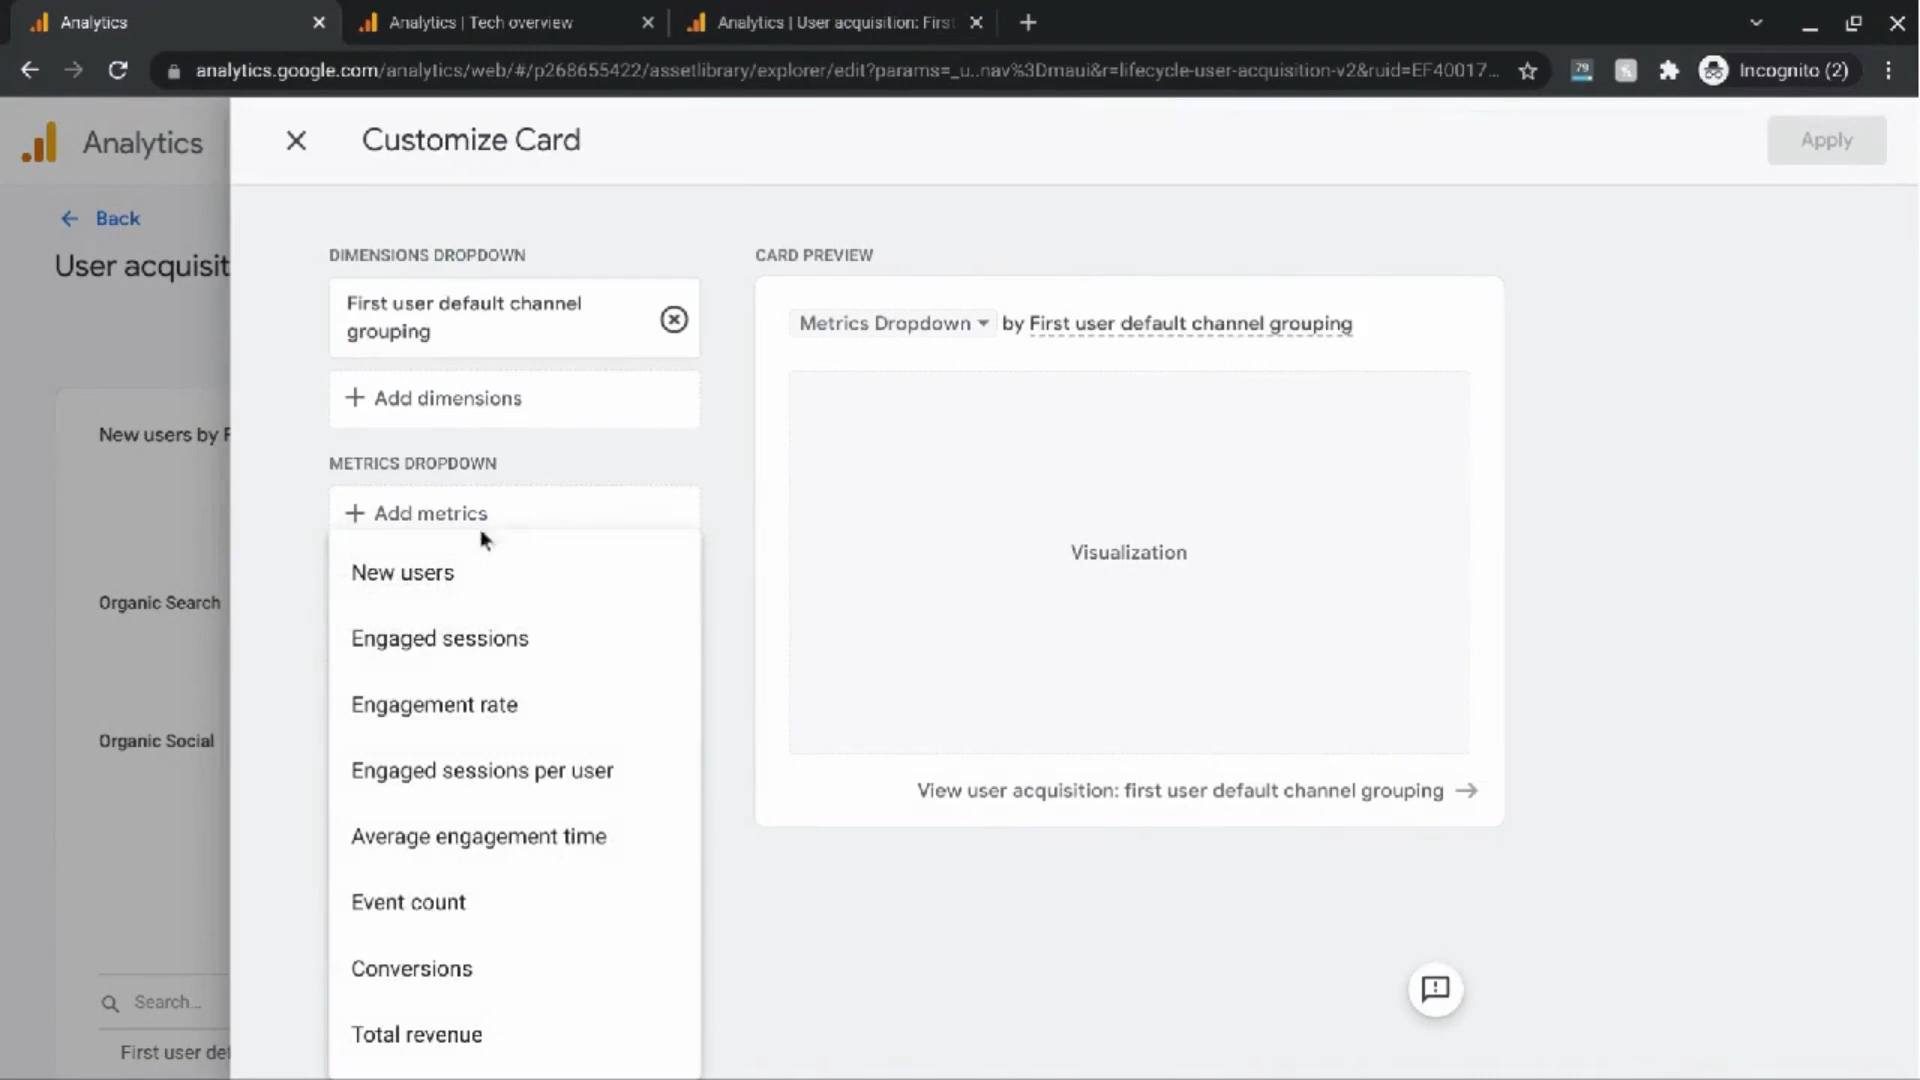 Analytics
Analytics | Tech overview
Analytics | User acquisition: First
analytics.google.com/analytics/web/#/p268655422/assetlibrary/explorer/edit?params=_u..nav%3Dmaui&r=lifecycle-user-acquisition-v2&ruid=EF40017...
79
Incognito (2)
Analytics
Customize Card
Apply
Back
User acquisit
DIMENSIONS DROPDOWN
CARD PREVIEW
First user default channel
grouping
Metrics Dropdown by First user default channel grouping
+ Add dimensions
New users by F
METRICS DROPDOWN
+ Add metrics
Visualization
New users
Organic Search
Engaged sessions
Engagement rate
Organic Social
Engaged sessions per user
View user acquisition: first user default channel grouping
Average engagement time
Event count
Conversions
Search...
Total revenue
First user def